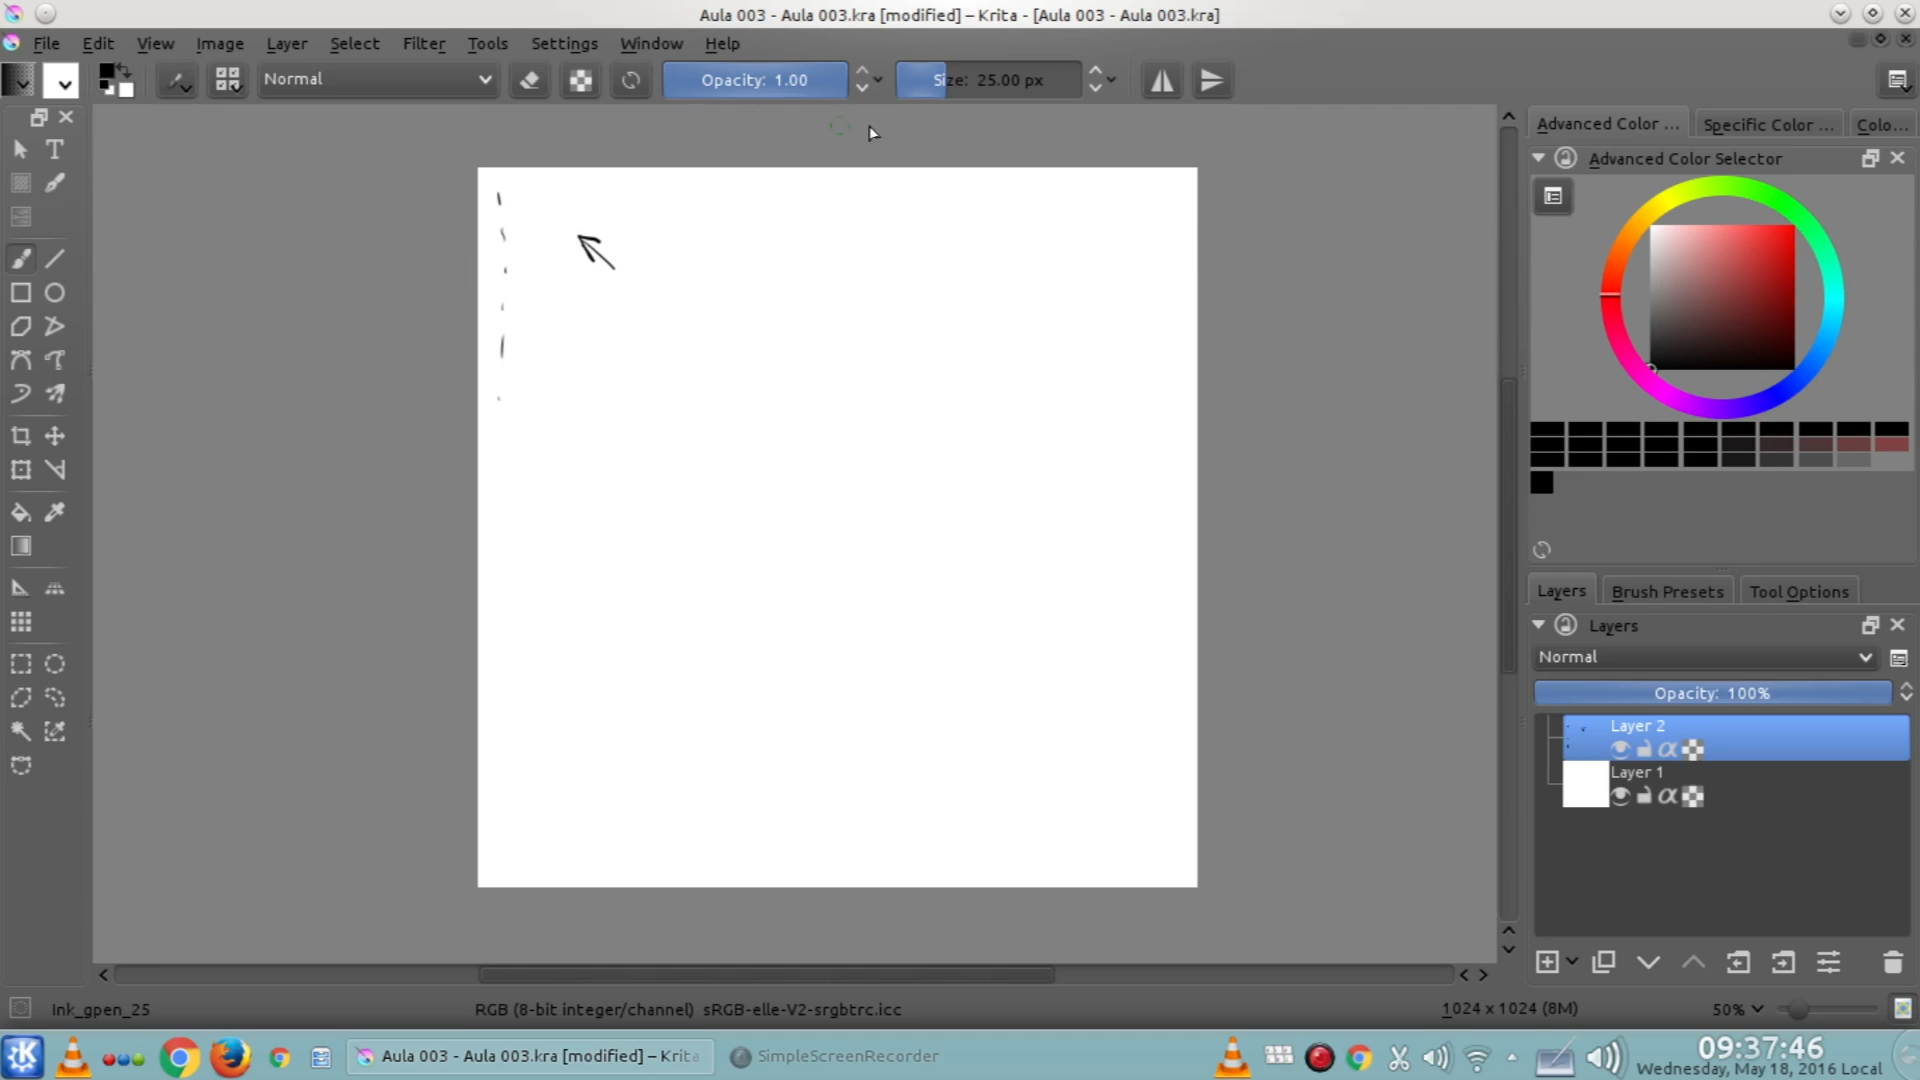 Aula 003 - Aula 003.kra [modified] – Krita - [Aula 003 - Aula 003.kra]
File Edit View Image Layer Select Filter Tools Settings Window Help
Normal Opacity: 1.00 Size: 25.00 px
Advanced Color ... Specific Color ... Colo...
Advanced Color Selector
Layers Brush Presets Tool Options
Layers
Normal
Opacity: 100%
Layer 2
Layer 1
Ink_gpen_25 RGB (8-bit integer/channel) sRGB-elle-V2-srgbtrc.icc 1024 x 1024 (8M) 50%
Aula 003 - Aula 003.kra [modified] – Krita SimpleScreenRecorder 09:37:46
Wednesday, May 18, 2016 Local